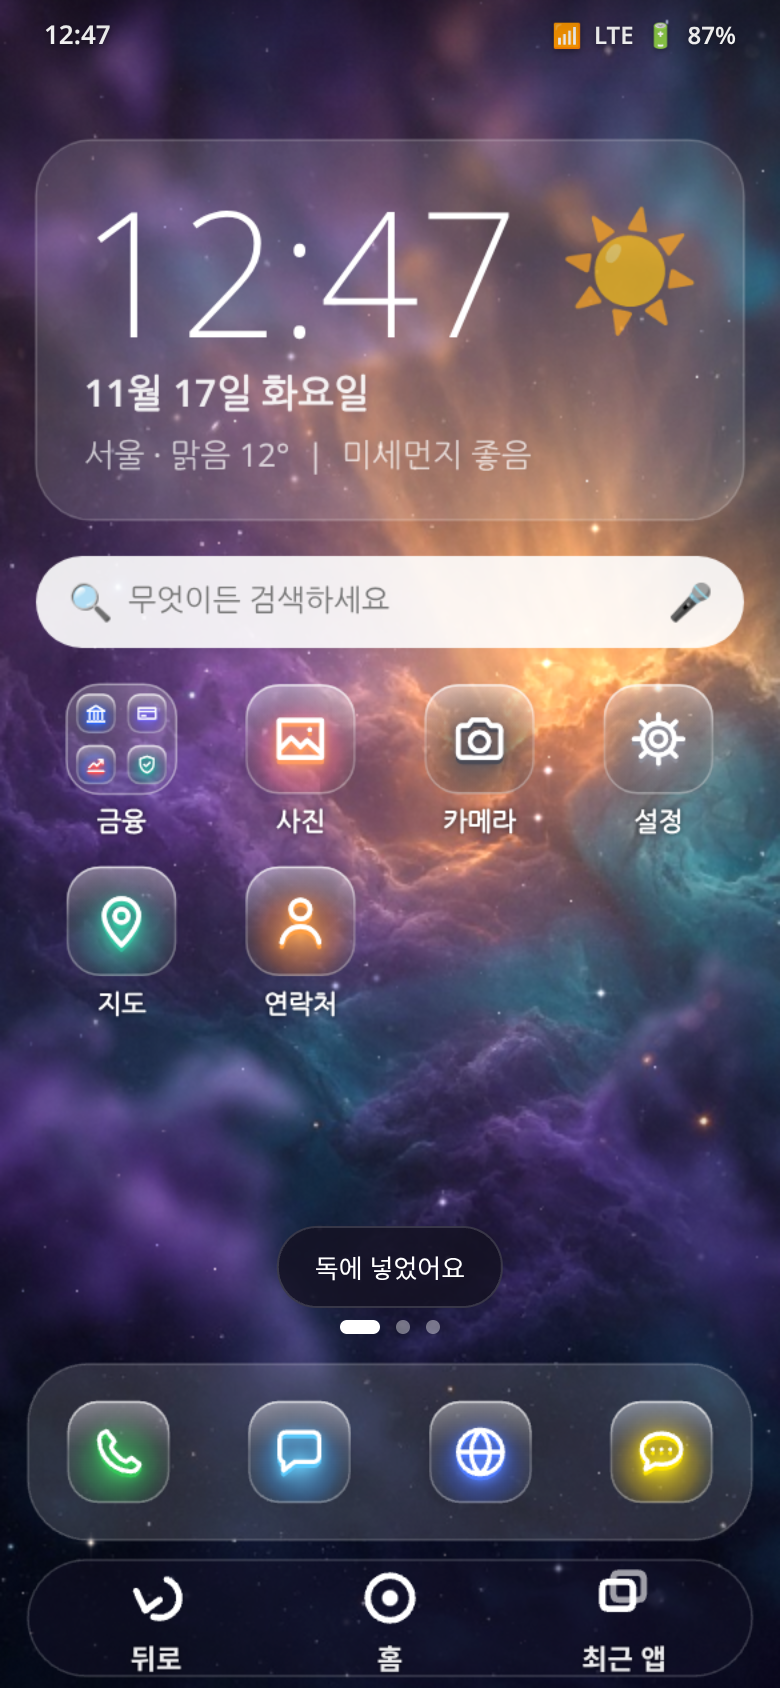 12:47 LTE 87%
12:47
11월 17일 화요일
서울 · 맑음 12° | 미세먼지 좋음
무엇이든 검색하세요
금융 사진 카메라 설정
지도 연락처
독에 넣었어요
뒤로 홈 최근 앱